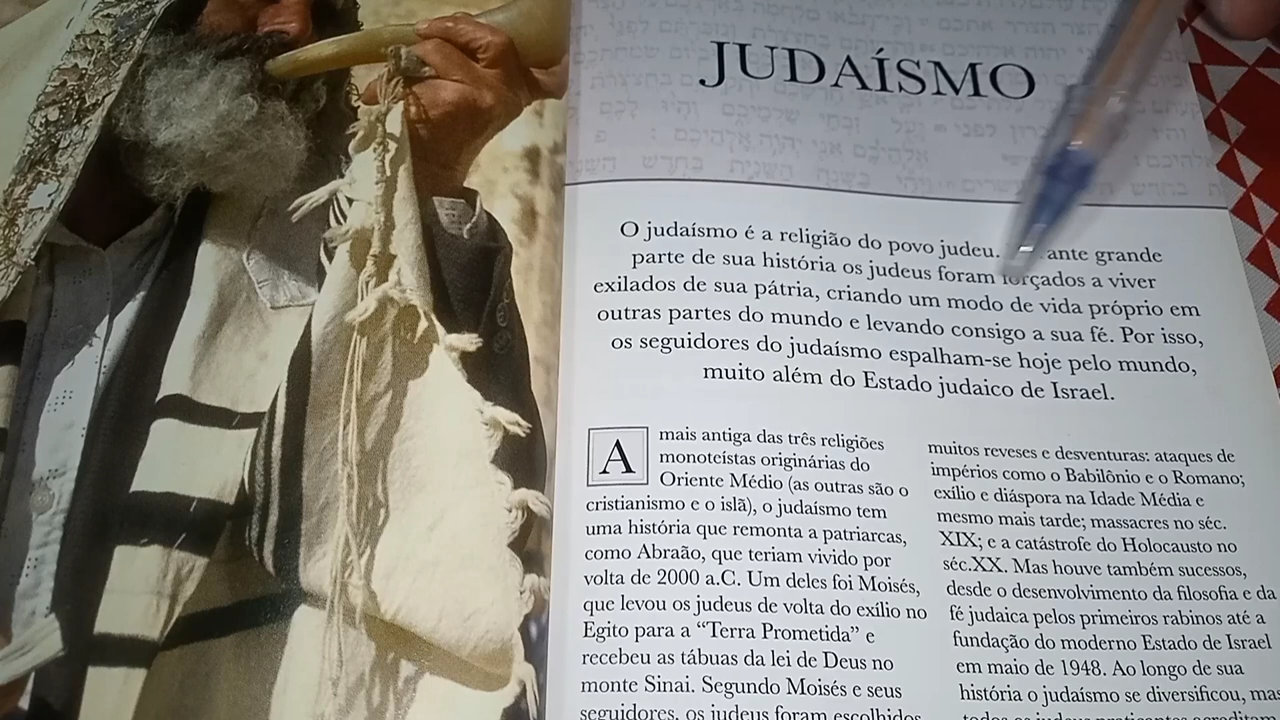 JUDAÍSMO
O judaísmo é a religião do povo judeu. ante grande
parte de sua história os judeus foram forçados a viver
exilados de sua pátria, criando um modo de vida próprio em
outras partes do mundo e levando consigo a sua fé. Por isso,
os seguidores do judaísmo espalham-se hoje pelo mundo,
muito além do Estado judaico de Israel.
A mais antiga das três religiões
monoteístas originárias do
Oriente Médio (as outras são o
cristianismo e o islã), o judaísmo tem
uma história que remonta a patriarcas,
como Abraão, que teriam vivido por
volta de 2000 a.C. Um deles foi Moisés,
que levou os judeus de volta do exílio no
Egito para a “Terra Prometida” e
recebeu as tábuas da lei de Deus no
monte Sinai. Segundo Moisés e seus
seguidores, os judeus foram escolhidos
muitos reveses e desventuras: ataques de
impérios como o Babilônio e o Romano;
exílio e diáspora na Idade Média e
mesmo mais tarde; massacres no séc.
XIX; e a catástrofe do Holocausto no
séc.XX. Mas houve também sucessos,
desde o desenvolvimento da filosofia e da
fé judaica pelos primeiros rabinos até a
fundação do moderno Estado de Israel
em maio de 1948. Ao longo de sua
história o judaísmo se diversificou, mas